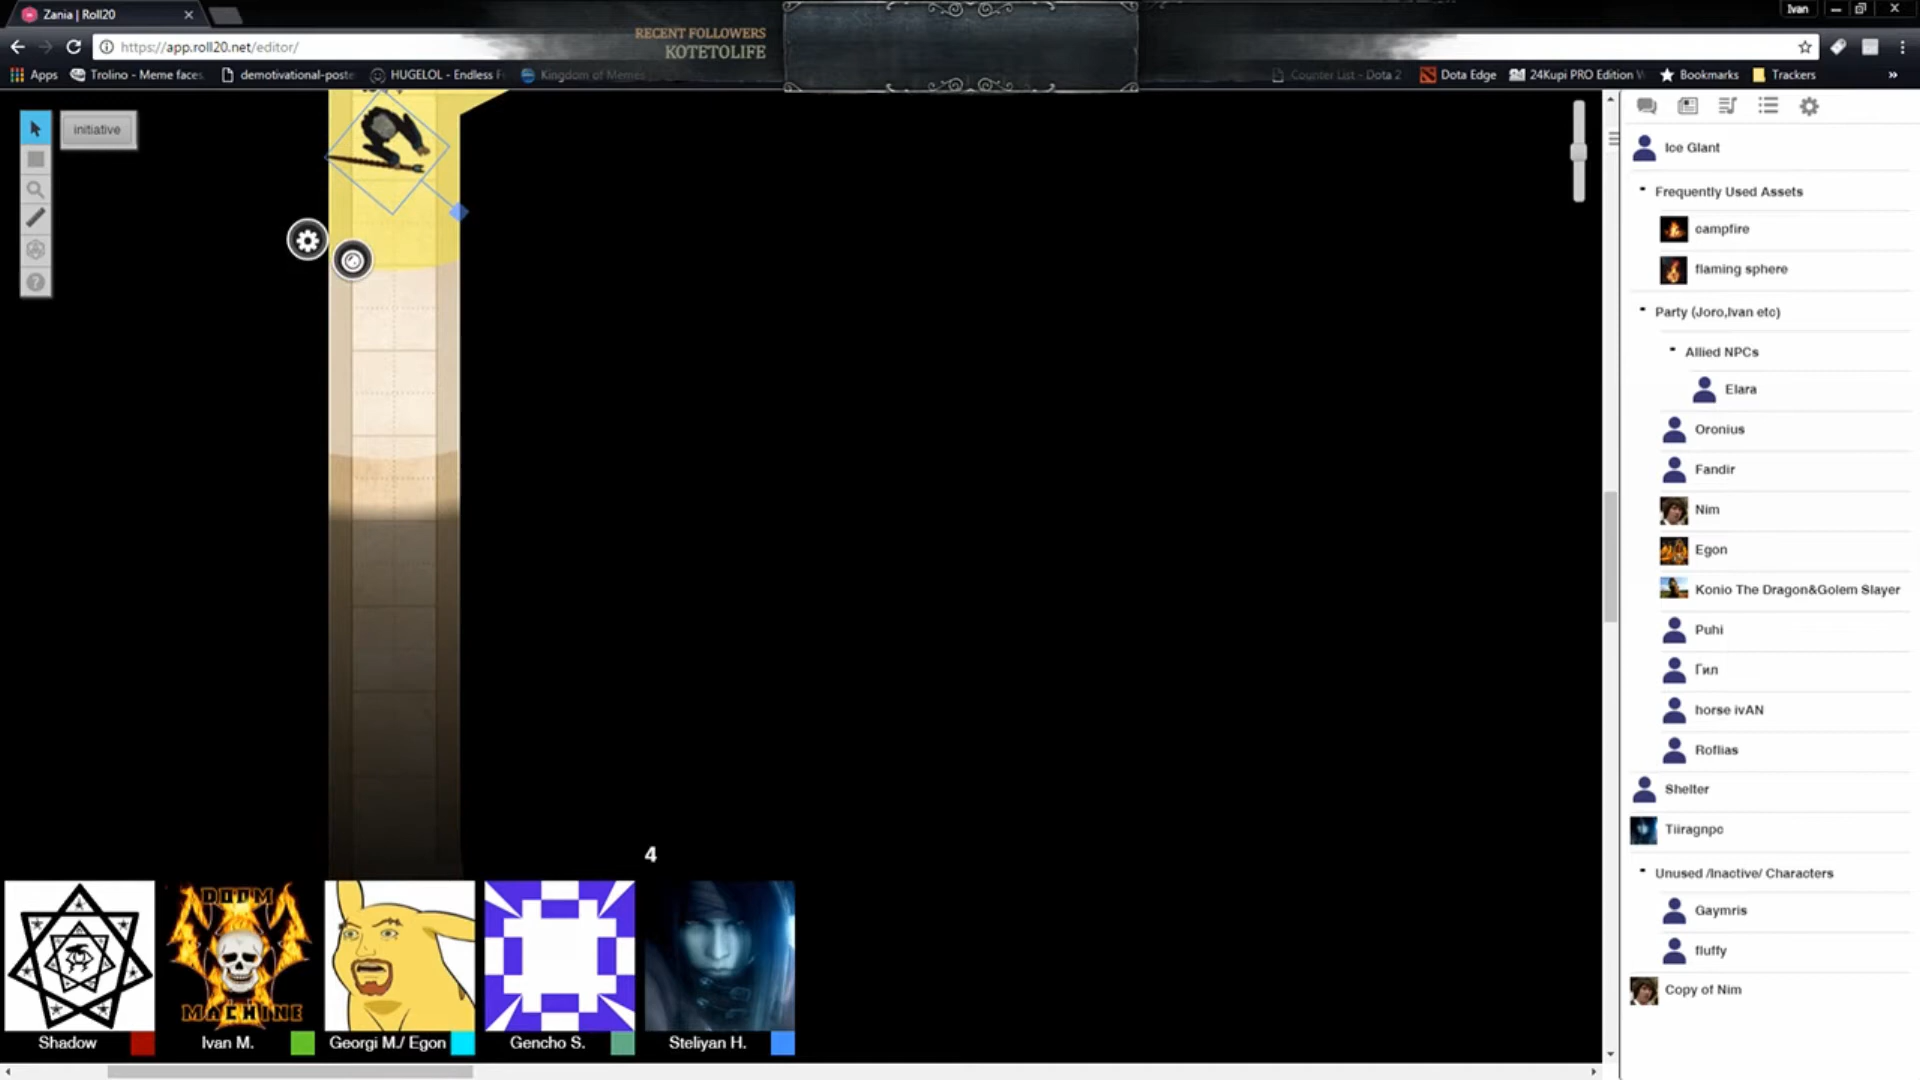 Zania | Roll20
Ivan
https://app.roll20.net/editor/
RECENT FOLLOWERS
KOTETOLIFE
Apps
Trolino - Meme faces
demotivational-poste
HUGELOL - Endless F
Kingdom of Memes
Counter List - Dota 2
Dota Edge
24Kupi PRO Edition V
Bookmarks
Trackers
»
initiative
Ice GIant
Frequently Used Assets
campfire
flaming sphere
Party (Joro,Ivan etc)
Allied NPCs
Elara
Oronius
Fandir
Nim
Egon
Konio The Dragon&Golem Slayer
Puhi
Гил
horse ivAN
Roflias
Shelter
Tiiragnpc
Unused /Inactive/ Characters
Gaymris
fluffy
Copy of Nim
4
DOOM
MACHINE
Shadow
Ivan M.
Georgi M./ Egon
Gencho S.
Steliyan H.